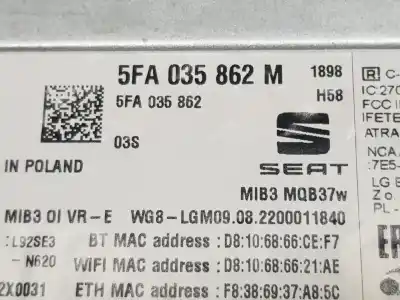 5FA 035 862 M 1898
5FA 035 862 H58
03S
SEAT
IN POLAND
MIB3 MQB37w
MIB3 OI VR-E WG8-LGM09.08.2200011840
:L92SE3 BT MAC address : D8:10:68:66:CE:F7
-N620 WIFI MAC address : D8:10:68:66:21:AE
2X0031 ETH MAC address : F8:38:69:37:A8:5C
R C-
IC:270
FCC I
IFETE
ATRA
NCA
:7E5-
LG E
Z o.
PL -